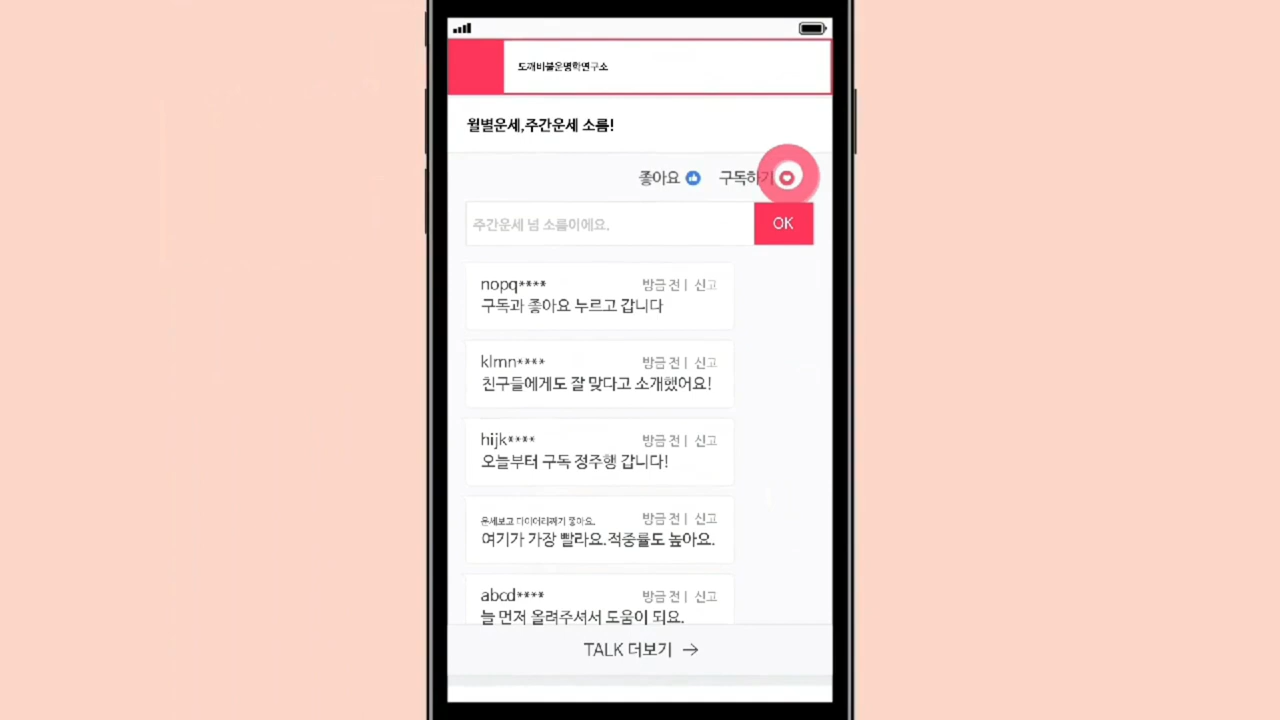 도깨비불운명학연구소
월별운세,주간운세 소름!
좋아요 구독하기
주간운세 넘 소름이에요.
OK
nopq**** 방금 전 | 신고
구독과 좋아요 누르고 갑니다
klmn**** 방금 전 | 신고
친구들에게도 잘 맞다고 소개했어요!
hijk**** 방금 전 | 신고
오늘부터 구독 정주행 갑니다!
운세보고 다이어리짜기 좋아요. 방금 전 | 신고
여기가 가장 빨라요.적중률도 높아요.
abcd**** 방금 전 | 신고
늘 먼저 올려주셔서 도움이 되요.
TALK 더보기 →